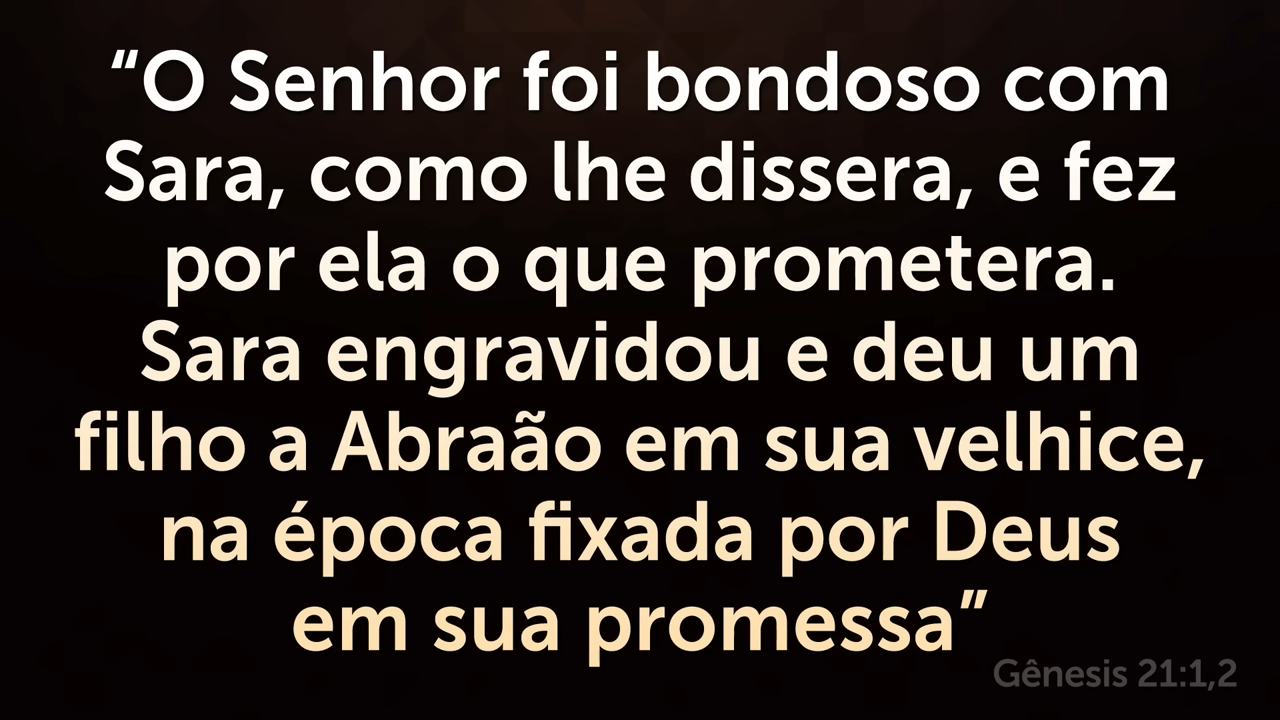 “O Senhor foi bondoso com
Sara, como lhe dissera, e fez
por ela o que prometera.
Sara engravidou e deu um
filho a Abraão em sua velhice,
na época fixada por Deus
em sua promessa”
Gênesis 21:1,2